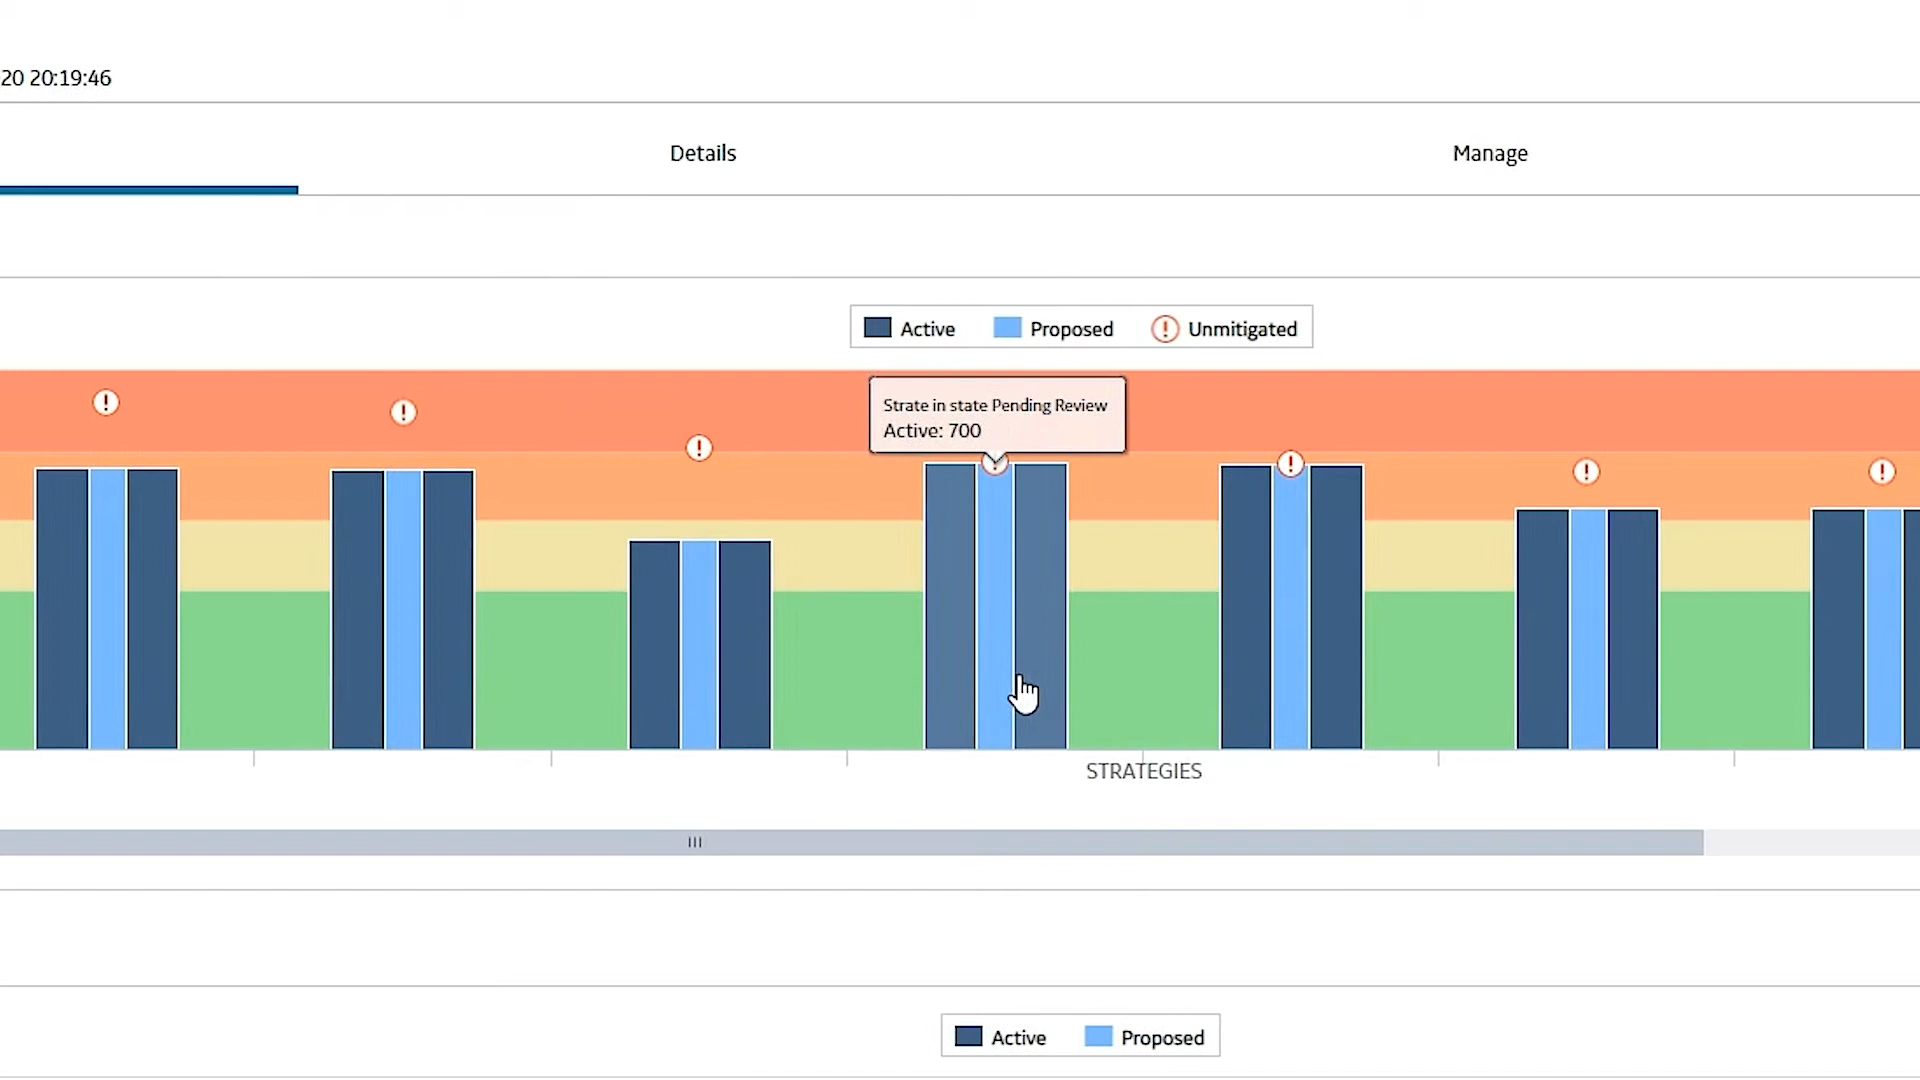 20 20:19:46
Details
Manage
Active
Proposed
Unmitigated
Strate in state Pending Review
Active: 700
STRATEGIES
Active
Proposed